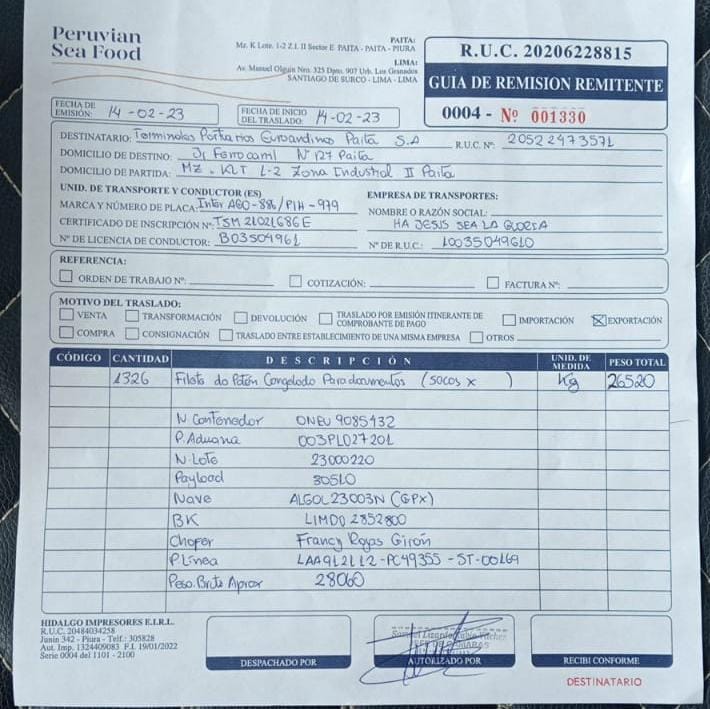 Peruvian
Sea Food
PAITA:
Mz. K Lote. 1-2 Z.I. II Sector E PAITA - PAITA - PIURA
LIMA:
Av. Manuel Olguin Nro. 325 Dpto. 907 Urb. Los Granados
SANTIAGO DE SURCO - LIMA - LIMA
R.U.C. 20206228815
GUIA DE REMISION REMITENTE
0004 - Nº 001330
FECHA DE EMISIÓN: 14-02-23
FECHA DE INICIO DEL TRASLADO: 14-02-23
DESTINATARIO: Terminales Portuarios Euroandinos Paita S.A R.U.C. Nº: 20522473571
DOMICILIO DE DESTINO: Jr Ferrocarril Nº 127 Paita
DOMICILIO DE PARTIDA: MZ. KLT 1-2 Zona Industrial II Paita
UNID. DE TRANSPORTE Y CONDUCTOR (ES) EMPRESA DE TRANSPORTES:
MARCA Y NÚMERO DE PLACA: Inter AGO-886/PIH-979
NOMBRE O RAZÓN SOCIAL:
CERTIFICADO DE INSCRIPCIÓN Nº: TSM 21021686E HA JESUS SEA LA GLORIA
Nº DE LICENCIA DE CONDUCTOR: B03504961 Nº DE R.U.C.: 10035049610
REFERENCIA:
ORDEN DE TRABAJO Nº: COTIZACIÓN: FACTURA Nº:
MOTIVO DEL TRASLADO:
VENTA TRANSFORMACIÓN DEVOLUCIÓN TRASLADO POR EMISIÓN ITINERANTE DE COMPROBANTE DE PAGO IMPORTACIÓN EXPORTACIÓN
COMPRA CONSIGNACIÓN TRASLADO ENTRE ESTABLECIMIENTO DE UNA MISMA EMPRESA OTROS
CÓDIGO CANTIDAD DESCRIPCIÓN UNID. DE MEDIDA PESO TOTAL
1326 Filete de Potón Congelado Para documentos (sacos x ) Kg 26520
N. Contenedor ONEU 9085432
P. Aduana 003PL027201
N. Lote 23000220
Payload 30510
Nave ALGOL23003N (GPX)
BK LIMD02852800
Chofer Francy Rojas Girón
P. Línea LAA912112-PC49355-ST-00169
Peso. Bruto Aprox 28060
HIDALGO IMPRESORES E.I.R.L.
R.U.C. 20484034258
Junin 342 - Piura - Telf.: 305828
Aut. Imp. 1324409083 F.I. 19/01/2022
Serie 0004 del 1101 - 2100
DESPACHADO POR
AUTORIZADO POR
RECIBI CONFORME
DESTINATARIO